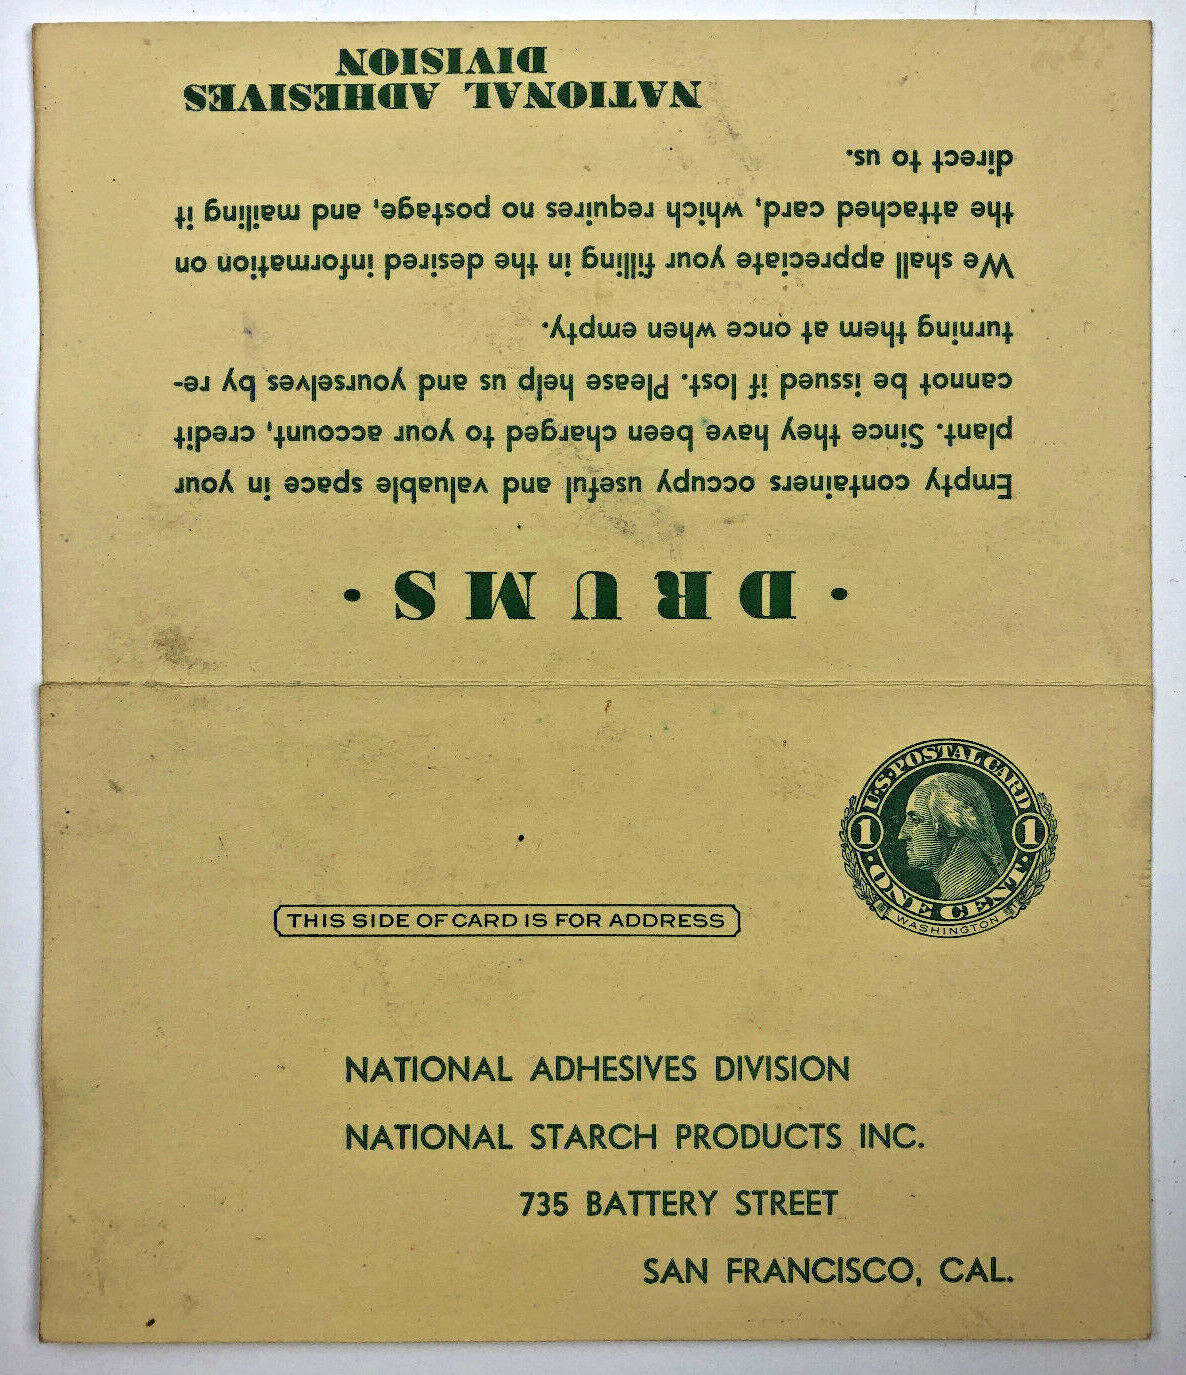 • DRUMS •
Empty containers occupy useful and valuable space in your
plant. Since they have been charged to your account, credit
cannot be issued if lost. Please help us and yourselves by re-
turning them at once when empty.
We shall appreciate your filling in the desired information on
the attached card, which requires no postage, and mailing it
direct to us.
NATIONAL ADHESIVES
DIVISION
U.S. POSTAL CARD
1 1
· ONE CENT ·
WASHINGTON
THIS SIDE OF CARD IS FOR ADDRESS
NATIONAL ADHESIVES DIVISION
NATIONAL STARCH PRODUCTS INC.
735 BATTERY STREET
SAN FRANCISCO, CAL.